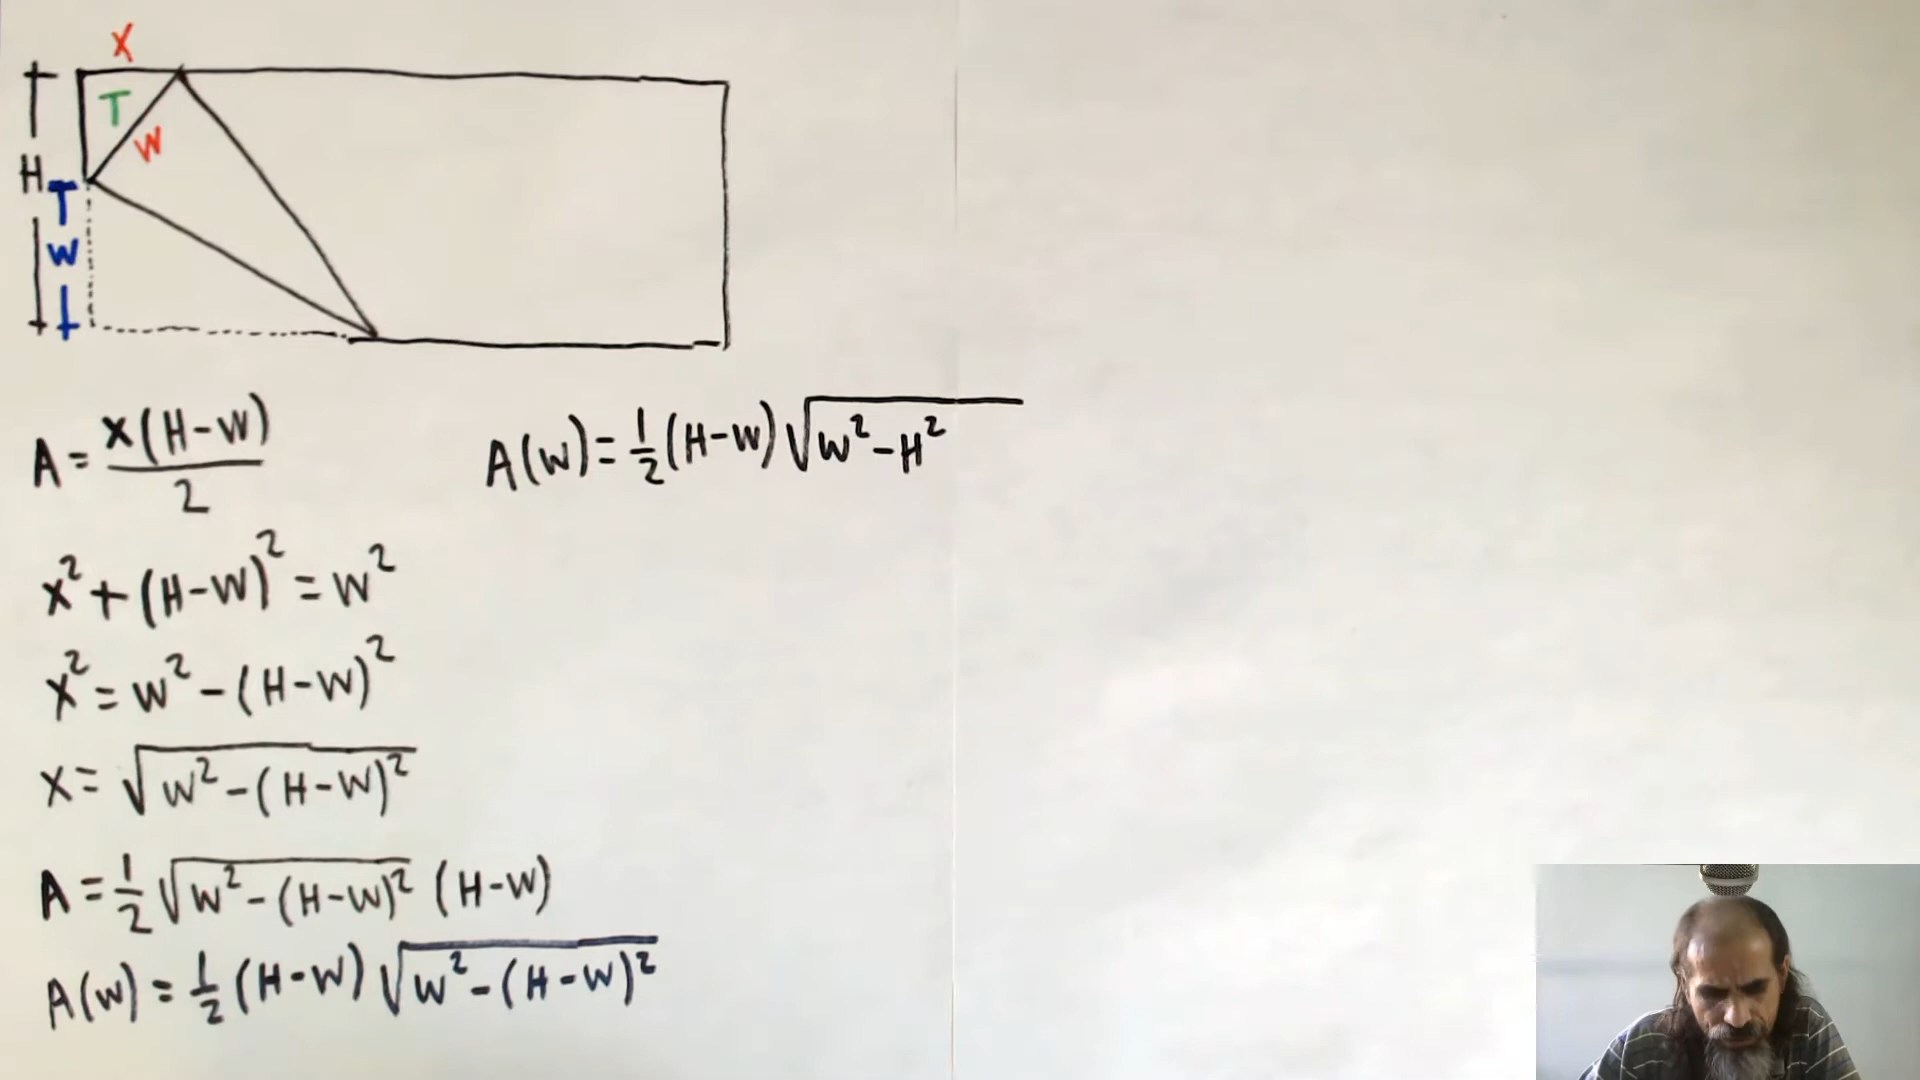 X
T
W
H
T
W
A = x(H-W)/2
x² + (H-W)² = W²
x² = W² - (H-W)²
x = √(W² - (H-W)²)
A = 1/2 √(W² - (H-W)²) (H-W)
A(W) = 1/2 (H-W) √(W² - (H-W)²)
A(W) = 1/2 (H-W) √(W² - H²